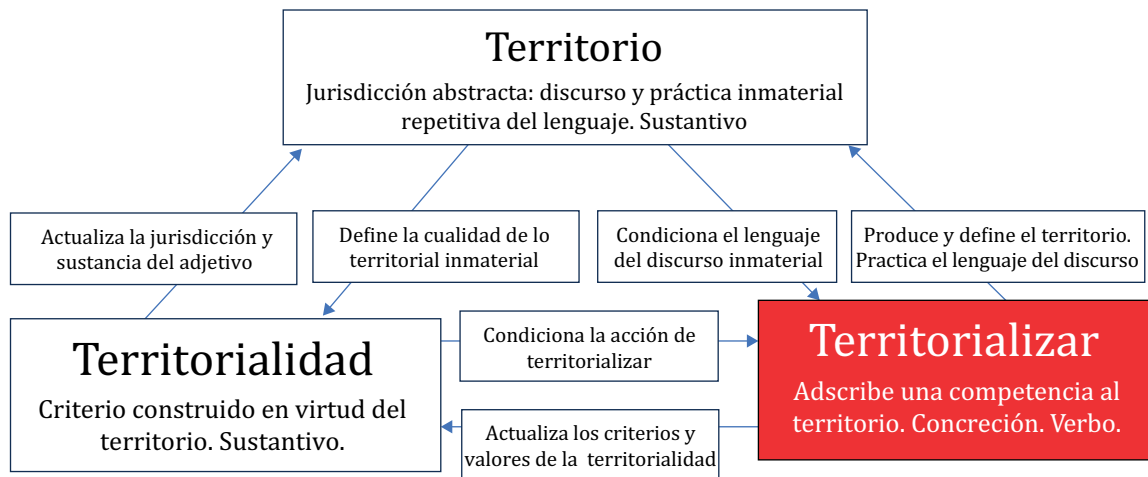 Territorio
Jurisdicción abstracta: discurso y práctica inmaterial
repetitiva del lenguaje. Sustantivo
Actualiza la jurisdicción y
sustancia del adjetivo
Define la cualidad de lo
territorial inmaterial
Condiciona el lenguaje
del discurso inmaterial
Produce y define el territorio.
Practica el lenguaje del discurso
Territorialidad
Criterio construido en virtud del
territorio. Sustantivo.
Condiciona la acción de
territorializar
Actualiza los criterios y
valores de la territorialidad
Territorializar
Adscribe una competencia al
territorio. Concreción. Verbo.